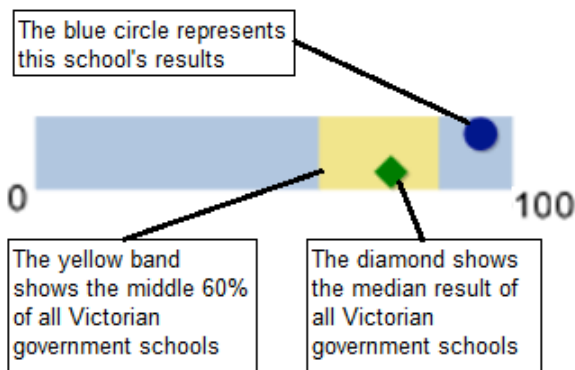 The blue circle represents
this school's results
0
100
The yellow band
shows the middle 60%
of all Victorian
government schools
The diamond shows
the median result of
all Victorian
government schools